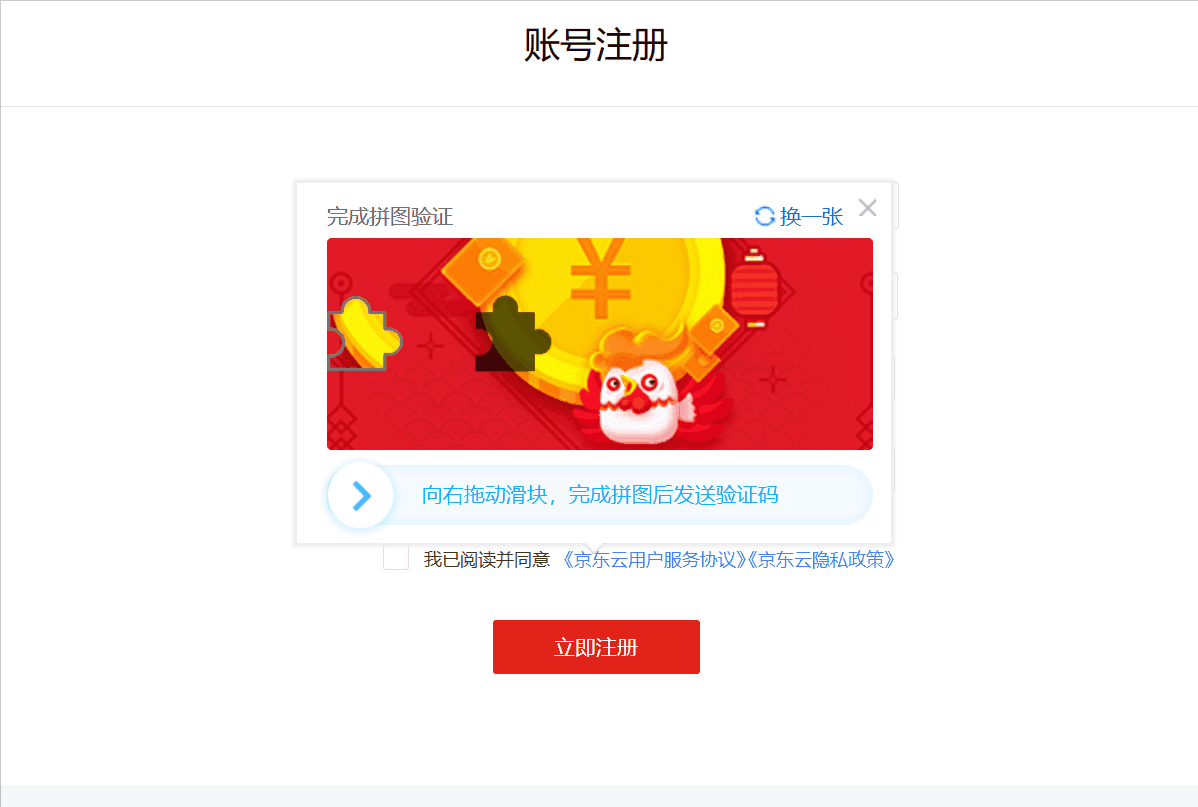 账号注册
完成拼图验证
换一张
¥
向右拖动滑块，完成拼图后发送验证码
我已阅读并同意 《京东云用户服务协议》《京东云隐私政策》
立即注册